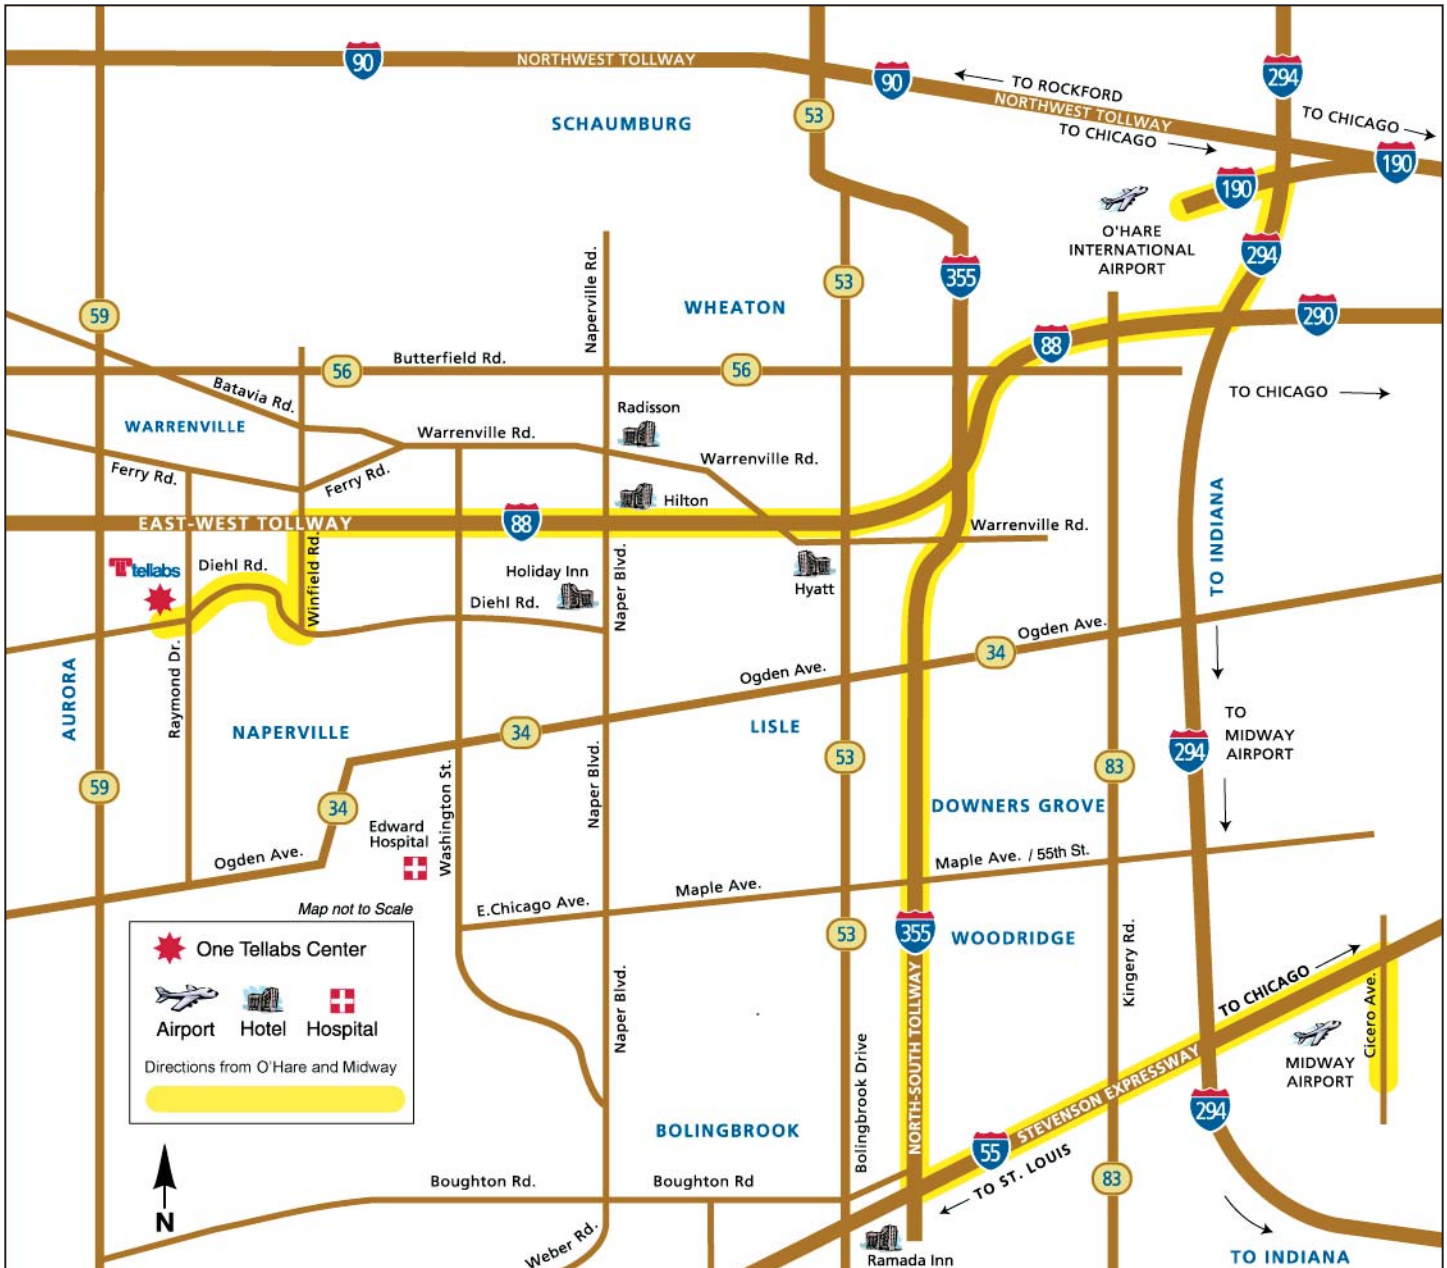 90
NORTHWEST TOLLWAY
90
TO ROCKFORD
NORTHWEST TOLLWAY
TO CHICAGO
294
TO CHICAGO
190
190
53
SCHAUMBURG
O'HARE
INTERNATIONAL
AIRPORT
294
355
53
Naperville Rd.
WHEATON
59
290
88
Butterfield Rd.
56
56
TO CHICAGO
Batavia Rd.
WARRENVILLE
Radisson
Warrenville Rd.
Warrenville Rd.
Ferry Rd.
Ferry Rd.
Hilton
EAST-WEST TOLLWAY
88
Warrenville Rd.
TO INDIANA
tellabs
Diehl Rd.
Winfield Rd.
Holiday Inn
Diehl Rd.
Naper Blvd.
Hyatt
Ogden Ave.
34
Ogden Ave.
AURORA
Raymond Dr.
NAPERVILLE
34
LISLE
TO
MIDWAY
AIRPORT
294
53
83
59
34
Washington St.
Naper Blvd.
DOWNERS GROVE
Edward
Hospital
Ogden Ave.
Maple Ave. / 55th St.
Maple Ave.
E.Chicago Ave.
Map not to Scale
53
355
WOODRIDGE
Kingery Rd.
One Tellabs Center
Airport
Hotel
Hospital
Directions from O'Hare and Midway
Naper Blvd.
Bolingbrook Drive
NORTH-SOUTH TOLLWAY
TO CHICAGO
Cicero Ave.
MIDWAY
AIRPORT
STEVENSON EXPRESSWAY
294
BOLINGBROOK
55
TO ST. LOUIS
83
Boughton Rd.
Boughton Rd
N
Weber Rd.
Ramada Inn
TO INDIANA